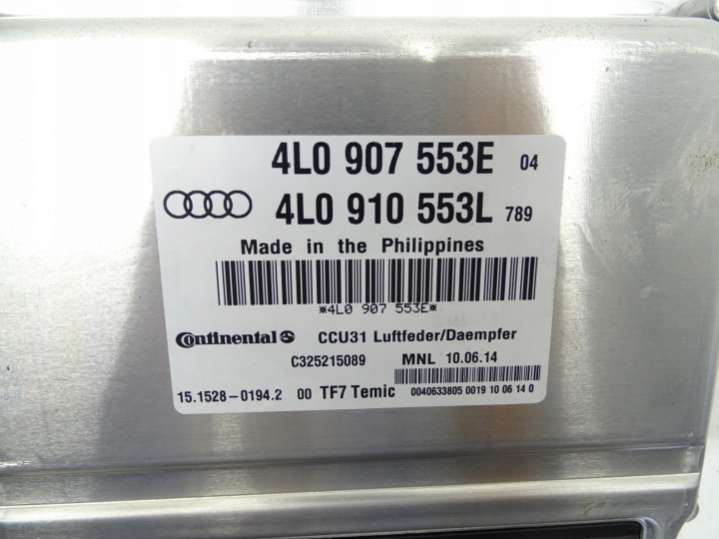 4L0 907 553E 04
4L0 910 553L 789
Made in the Philippines
*4L0 907 553E*
Continental CCU31 Luftfeder/Daempfer
C325215089 MNL 10.06.14
15.1528-0194.2 00 TF7 Temic 0040633805 0019 10 06 14 0